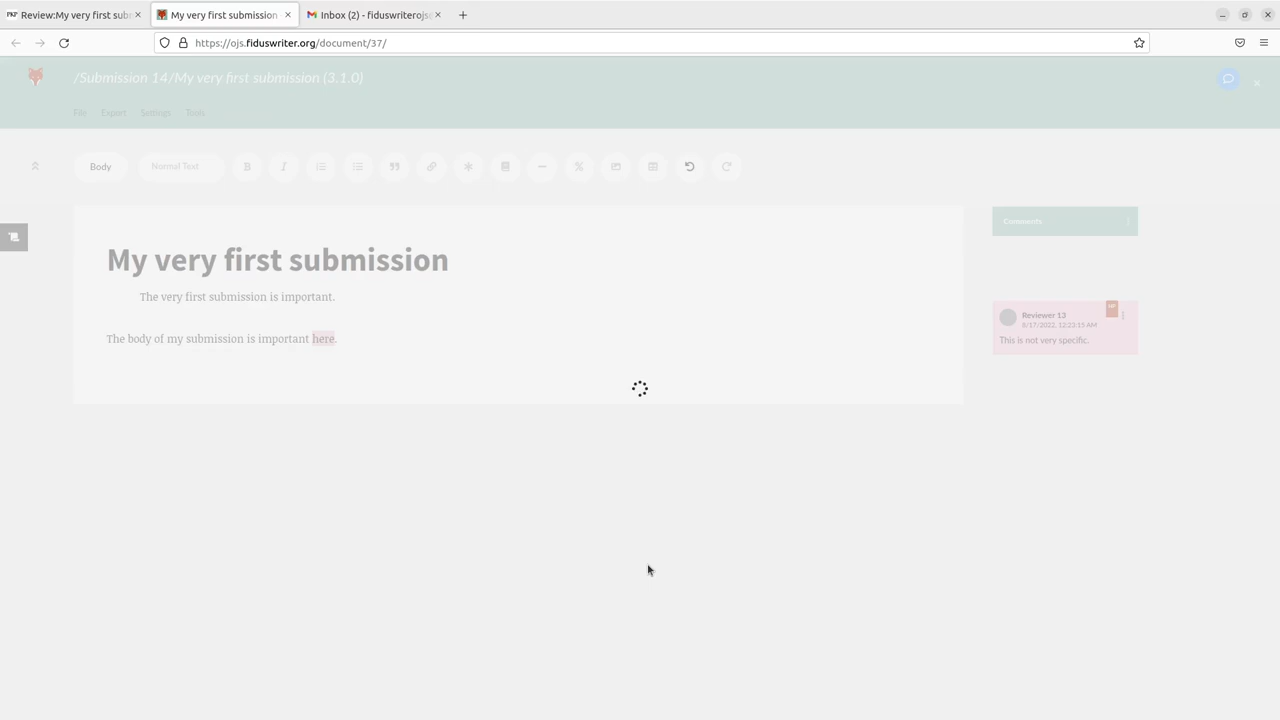 Review:My very first subm
My very first submission
Inbox (2) - fiduswriterojse
https://ojs.fiduswriter.org/document/37/
/Submission 14/My very first submission (3.1.0)
File Export Settings Tools
Body Normal Text
My very first submission
The very first submission is important.
The body of my submission is important here.
Comments
Reviewer 13
8/17/2022, 12:23:15 AM
This is not very specific.